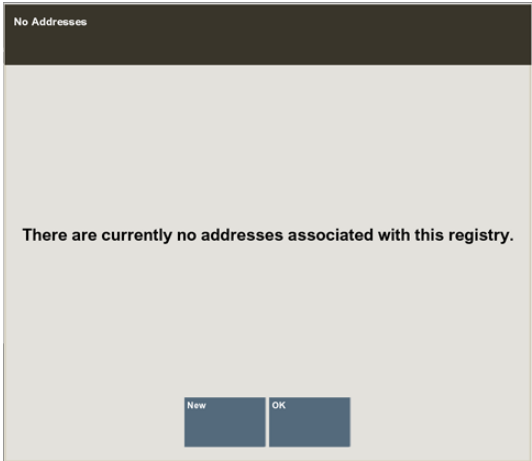 No Addresses
There are currently no addresses associated with this registry.
New
OK